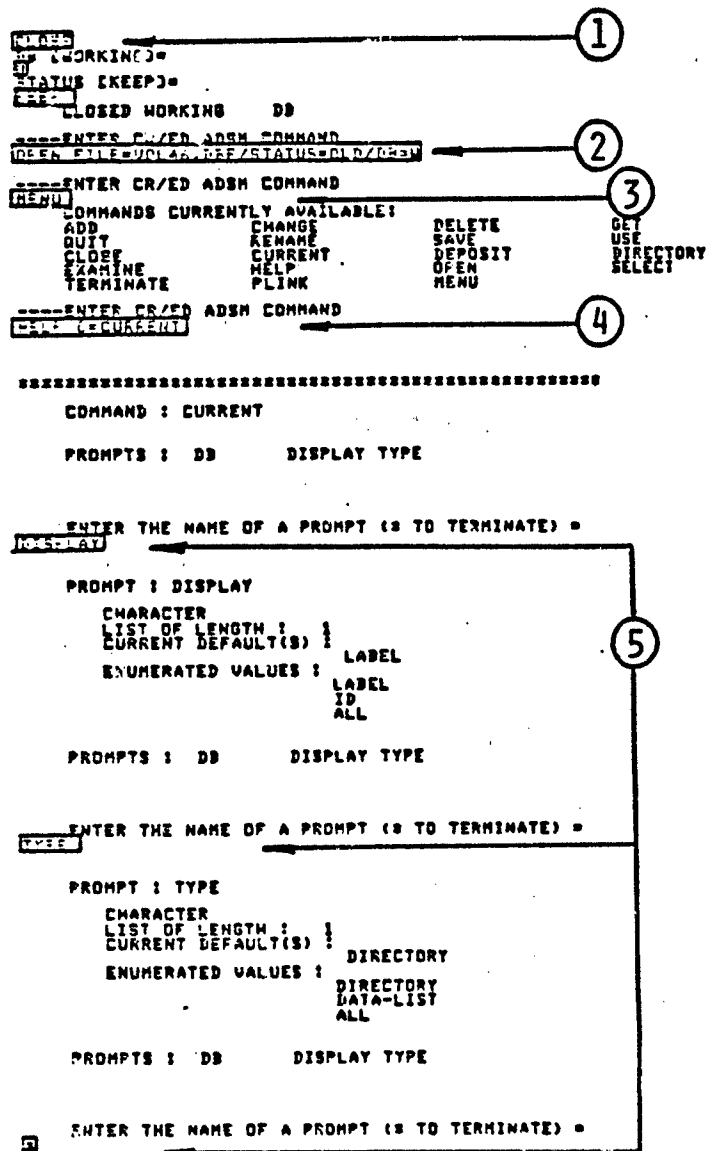 1
[WORKING]=
STATUS [KEEP]=
CLOSED WORKING DB
----ENTER CR/ED ADSM COMMAND
2
----ENTER CR/ED ADSM COMMAND
MENU
3
COMMANDS CURRENTLY AVAILABLE:
ADD CHANGE DELETE GET
QUIT RENAME SAVE USE
CLOSE CURRENT DEPOSIT DIRECTORY
EXAMINE HELP OPEN SELECT
TERMINATE PLINK MENU
----ENTER CR/ED ADSM COMMAND
HELP C=CURRENT
4
**************************************************
COMMAND : CURRENT
PROMPTS : DB DISPLAY TYPE
ENTER THE NAME OF A PROMPT (* TO TERMINATE) =
DISPLAY
PROMPT : DISPLAY
CHARACTER
LIST OF LENGTH : 1
CURRENT DEFAULT(S) :
LABEL
5
ENUMERATED VALUES :
LABEL
ID
ALL
PROMPTS : DB DISPLAY TYPE
ENTER THE NAME OF A PROMPT (* TO TERMINATE) =
TYPE
PROMPT : TYPE
CHARACTER
LIST OF LENGTH : 1
CURRENT DEFAULT(S) :
DIRECTORY
ENUMERATED VALUES :
DIRECTORY
DATA-LIST
ALL
PROMPTS : DB DISPLAY TYPE
ENTER THE NAME OF A PROMPT (* TO TERMINATE) =